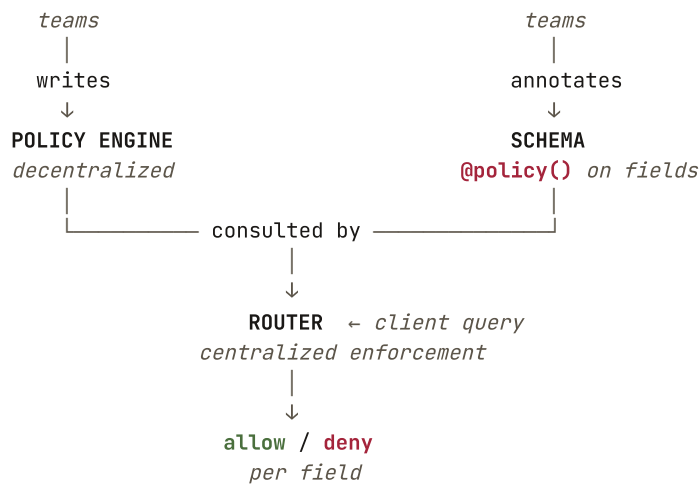 teams teams
writes annotates
POLICY ENGINE SCHEMA
decentralized @policy() on fields
consulted by
ROUTER ← client query
centralized enforcement
allow / deny
per field